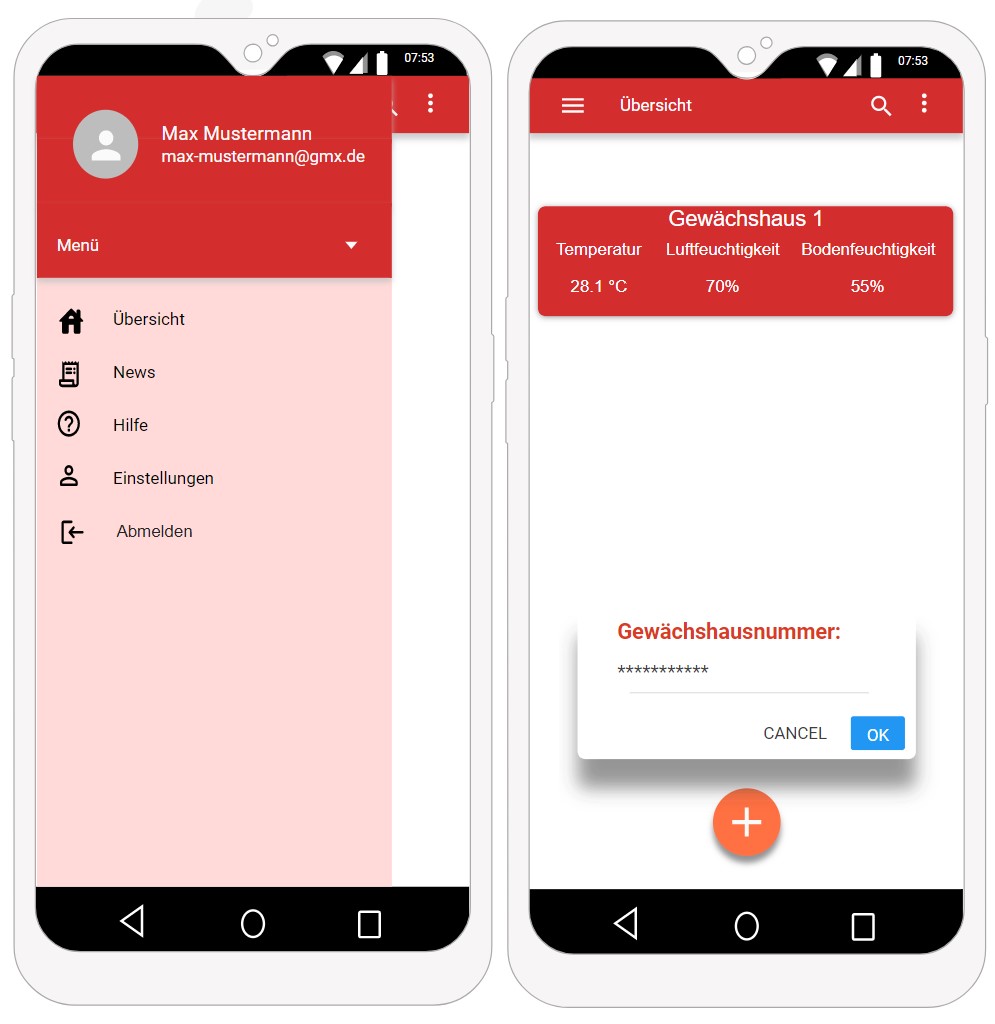 07:53
Max Mustermann
max-mustermann@gmx.de
Menü
Übersicht
News
Hilfe
Einstellungen
Abmelden
07:53
Übersicht
Gewächshaus 1
Temperatur Luftfeuchtigkeit Bodenfeuchtigkeit
28.1 °C 70% 55%
Gewächshausnummer:
***********
CANCEL OK